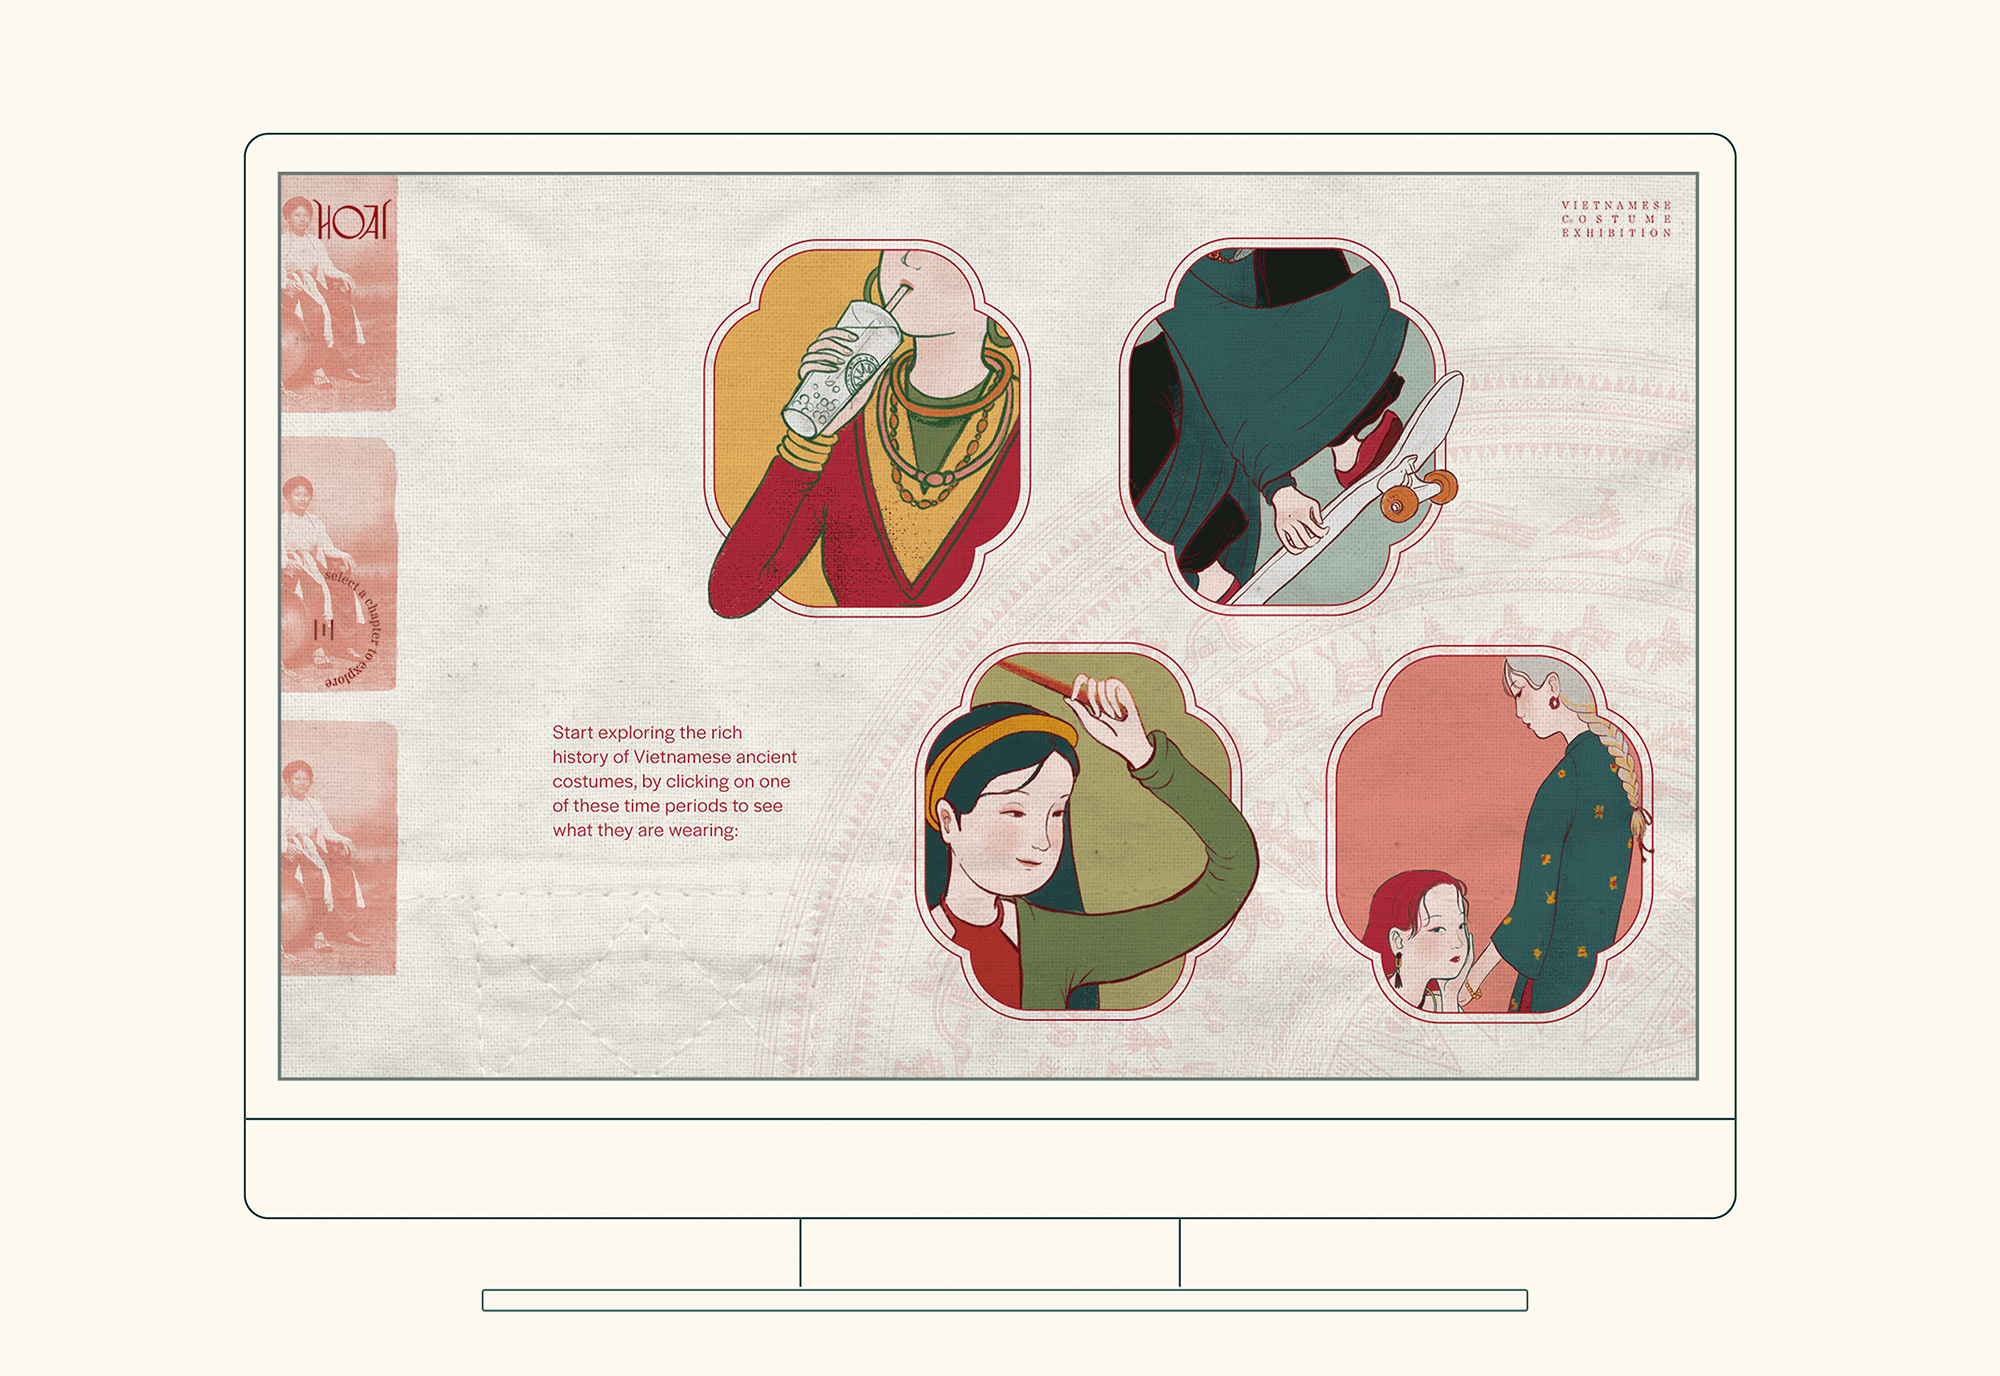 HOAI
VIETNAMESE
COSTUME
EXHIBITION
select a chapter to explore
Start exploring the rich
history of Vietnamese ancient
costumes, by clicking on one
of these time periods to see
what they are wearing: